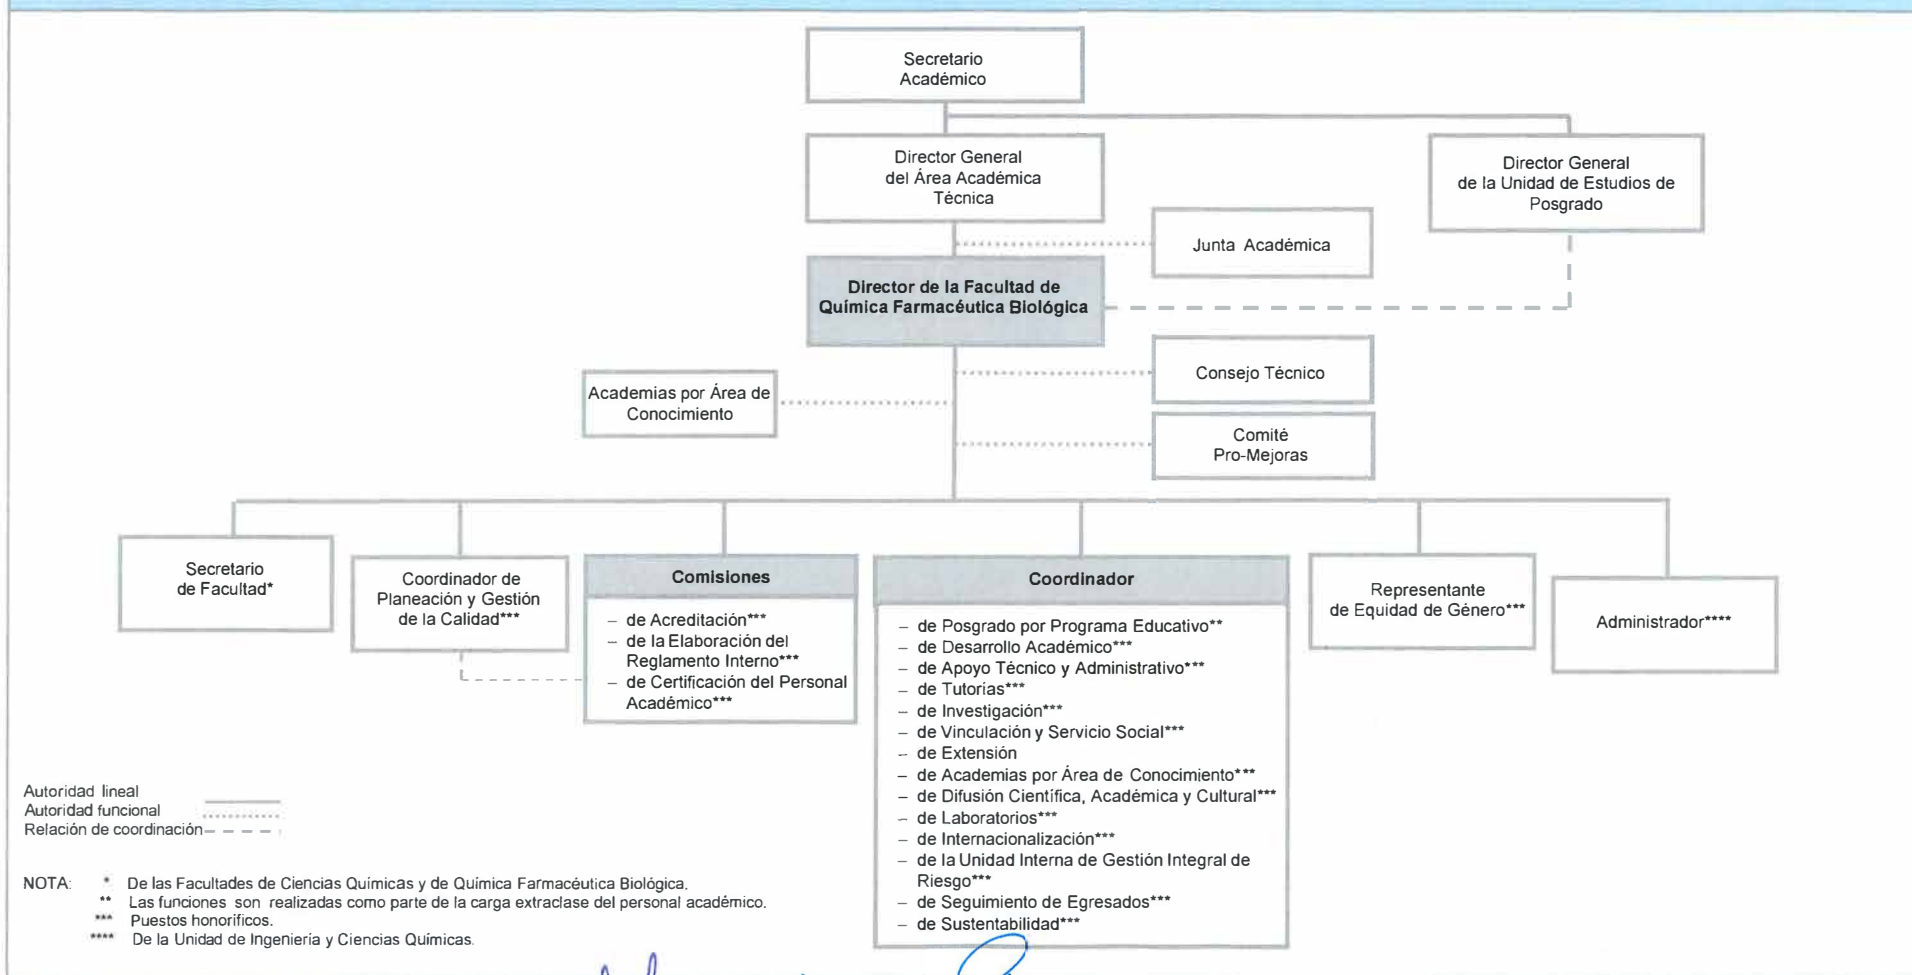 Secretario
Académico
Director General
del Área Académica
Técnica
Director General
de la Unidad de Estudios de
Posgrado
Junta Académica
Director de la Facultad de
Química Farmacéutica Biológica
Consejo Técnico
Academias por Área de
Conocimiento
Comité
Pro-Mejoras
Secretario
de Facultad*
Coordinador de
Planeación y Gestión
de la Calidad***
Comisiones
– de Acreditación***
– de la Elaboración del
Reglamento Interno***
– de Certificación del Personal
Académico***
Coordinador
– de Posgrado por Programa Educativo**
– de Desarrollo Académico***
– de Apoyo Técnico y Administrativo***
– de Tutorías***
– de Investigación***
– de Vinculación y Servicio Social***
– de Extensión
– de Academias por Área de Conocimiento***
– de Difusión Científica, Académica y Cultural***
– de Laboratorios***
– de Internacionalización***
– de la Unidad Interna de Gestión Integral de
Riesgo***
– de Seguimiento de Egresados***
– de Sustentabilidad***
Representante
de Equidad de Género***
Administrador****
Autoridad lineal
Autoridad funcional
Relación de coordinación
NOTA: * De las Facultades de Ciencias Químicas y de Química Farmacéutica Biológica.
** Las funciones son realizadas como parte de la carga extraclase del personal académico.
*** Puestos honoríficos.
**** De la Unidad de Ingeniería y Ciencias Químicas.